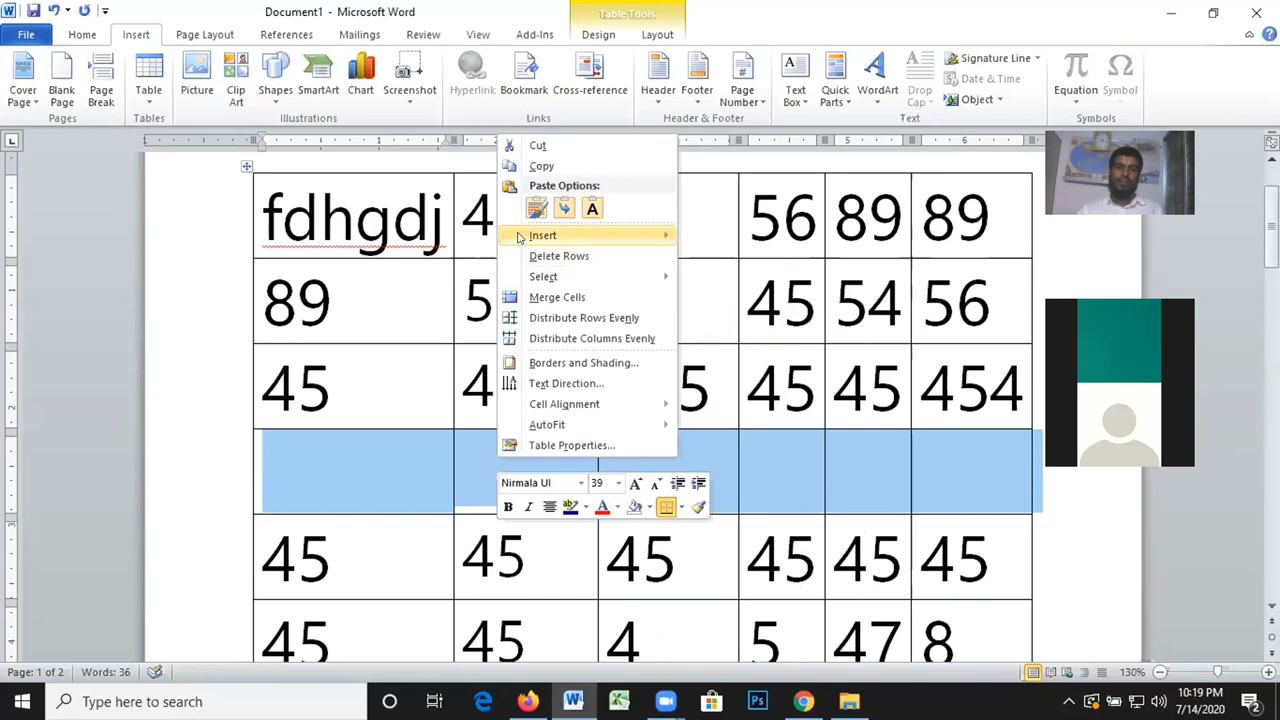 Document1 - Microsoft Word
Table Tools
File Home Insert Page Layout References Mailings Review View Add-Ins Design Layout
Cover Page Blank Page Page Break Table Picture Clip Art Shapes SmartArt Chart Screenshot Hyperlink Bookmark Cross-reference Header Footer Page Number Text Box Quick Parts WordArt Drop Cap Signature Line Date & Time Object Equation Symbol
Pages Tables Illustrations Links Header & Footer Text Symbols
Cut
Copy
Paste Options:
Insert
Delete Rows
Select
Merge Cells
Distribute Rows Evenly
Distribute Columns Evenly
Borders and Shading...
Text Direction...
Cell Alignment
AutoFit
Table Properties...
Nirmala UI 39
fdhgdj 4 56 89 89
89 5 45 54 56
45 4 5 45 45 454
45 45 45 45 45 45
45 45 4 5 47 8
Page: 1 of 2 Words: 36 130%
Type here to search
10:19 PM
7/14/2020